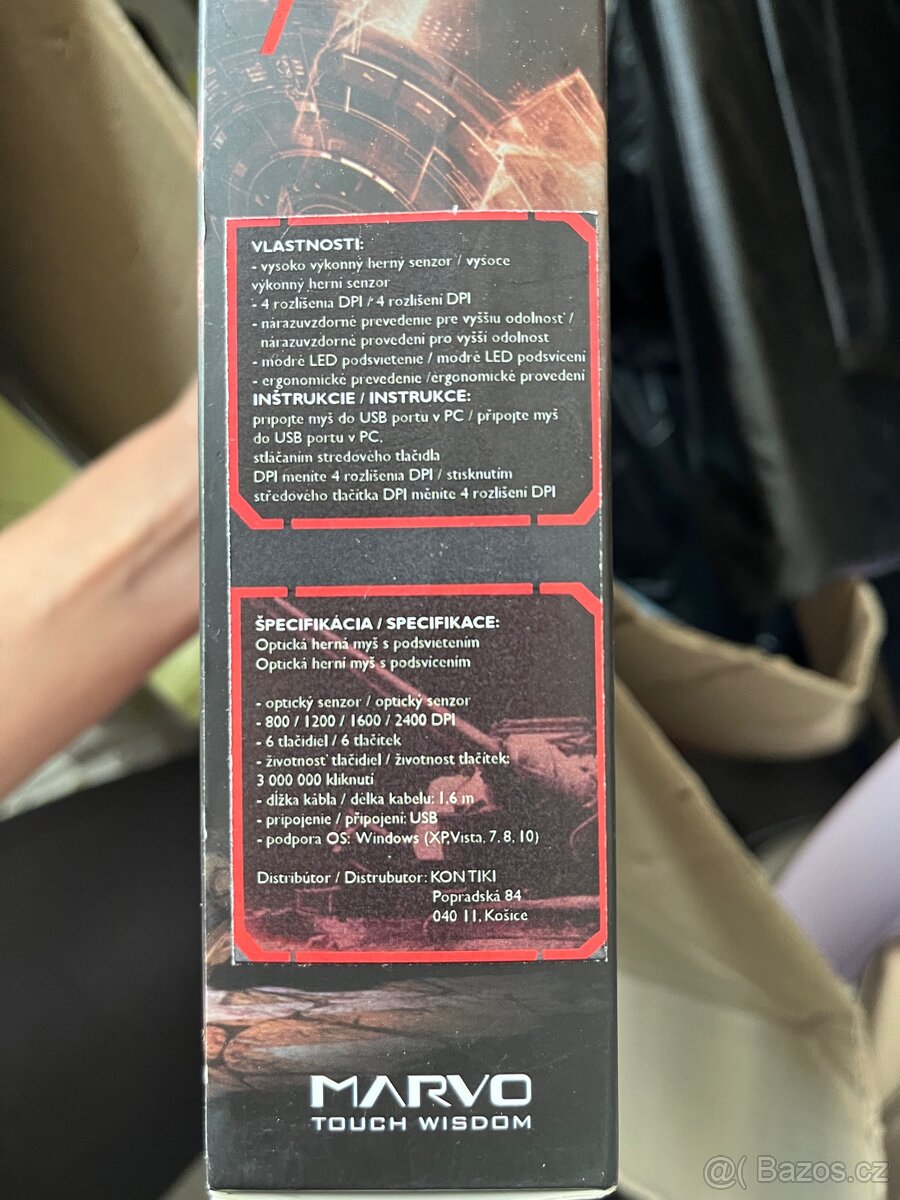 VLASTNOSTI:
- vysoko výkonný herný senzor / vysoce
výkonný herní senzor
- 4 rozlíšenia DPI / 4 rozlišení DPI
- nárazuvzdorné prevedenie pre vyššiu odolnosť /
nárazuvzdorné provedení pro vyšší odolnost
- modré LED podsvietenie / modré LED podsvícení
- ergonomické prevedenie /ergonomické provedení
INŠTRUKCIE / INSTRUKCE:
pripojte myš do USB portu v PC / připojte myš
do USB portu v PC.
stláčaním stredového tlačidla
DPI meníte 4 rozlíšenia DPI / stisknutím
středového tlačítka DPI měníte 4 rozlišení DPI
ŠPECIFIKÁCIA / SPECIFIKACE:
Optická herná myš s podsvietením
Optická herní myš s podsvícením
- optický senzor / optický senzor
- 800 / 1200 / 1600 / 2400 DPI
- 6 tlačidiel / 6 tlačítek
- životnosť tlačidiel / životnost tlačítek:
3 000 000 kliknutí
- dĺžka kábla / délka kabelu: 1,6 m
- pripojenie / připojení: USB
- podpora OS: Windows (XP,Vista, 7, 8, 10)
Distribútor / Distrubutor: KON TIKI
Popradská 84
040 11, Košice
MARVO
TOUCH WISDOM
@( Bazos.cz